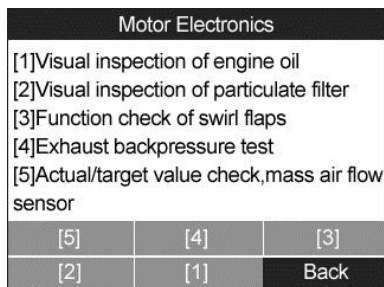 Motor Electronics
[1]Visual inspection of engine oil
[2]Visual inspection of particulate filter
[3]Function check of swirl flaps
[4]Exhaust backpressure test
[5]Actual/target value check,mass air flow
sensor
[5] [4] [3]
[2] [1] Back